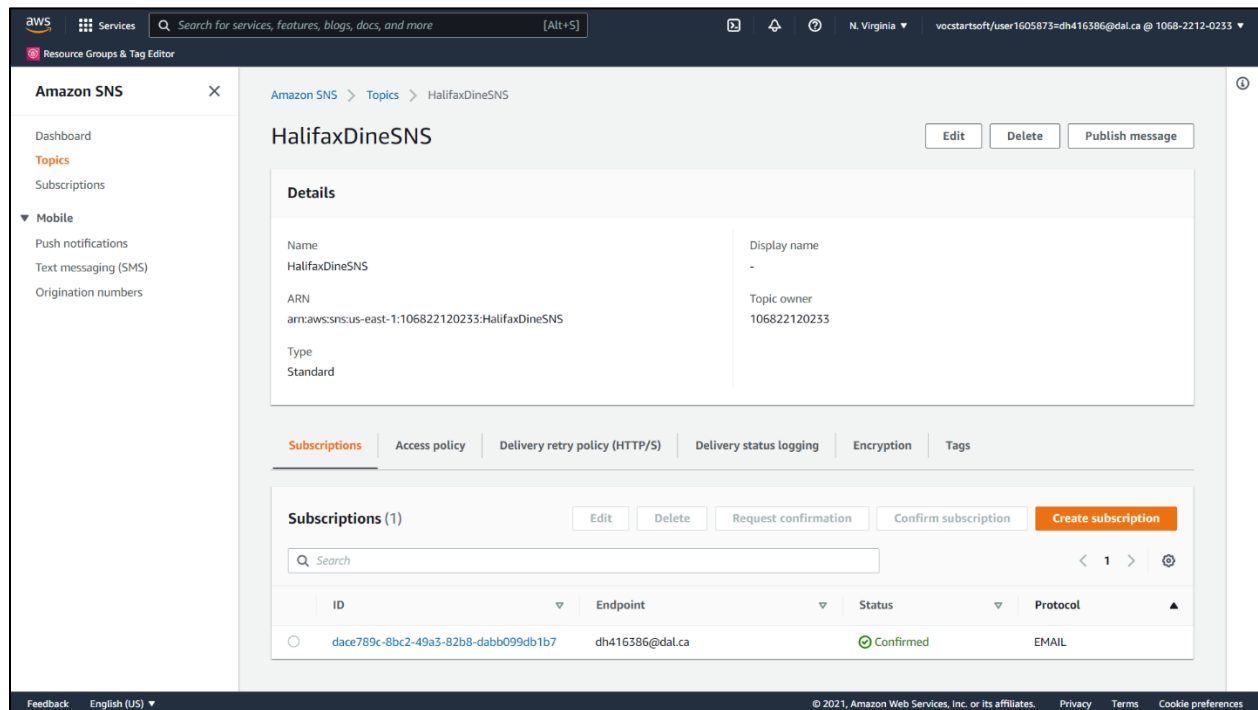 aws Services Search for services, features, blogs, docs, and more [Alt+S] N. Virginia ▼ vocstartsoft/user1605873=dh416386@dal.ca @ 1068-2212-0233 ▼
Resource Groups & Tag Editor
Amazon SNS
Dashboard
Topics
Subscriptions
▼ Mobile
Push notifications
Text messaging (SMS)
Origination numbers
Amazon SNS > Topics > HalifaxDineSNS
HalifaxDineSNS Edit Delete Publish message
Details
Name
HalifaxDineSNS
ARN
arn:aws:sns:us-east-1:106822120233:HalifaxDineSNS
Type
Standard
Display name
-
Topic owner
106822120233
Subscriptions Access policy Delivery retry policy (HTTP/S) Delivery status logging Encryption Tags
Subscriptions (1) Edit Delete Request confirmation Confirm subscription Create subscription
Search < 1 >
ID Endpoint Status Protocol
dace789c-8bc2-49a3-82b8-dabb099db1b7 dh416386@dal.ca Confirmed EMAIL
Feedback English (US) ▼ © 2021, Amazon Web Services, Inc. or its affiliates. Privacy Terms Cookie preferences